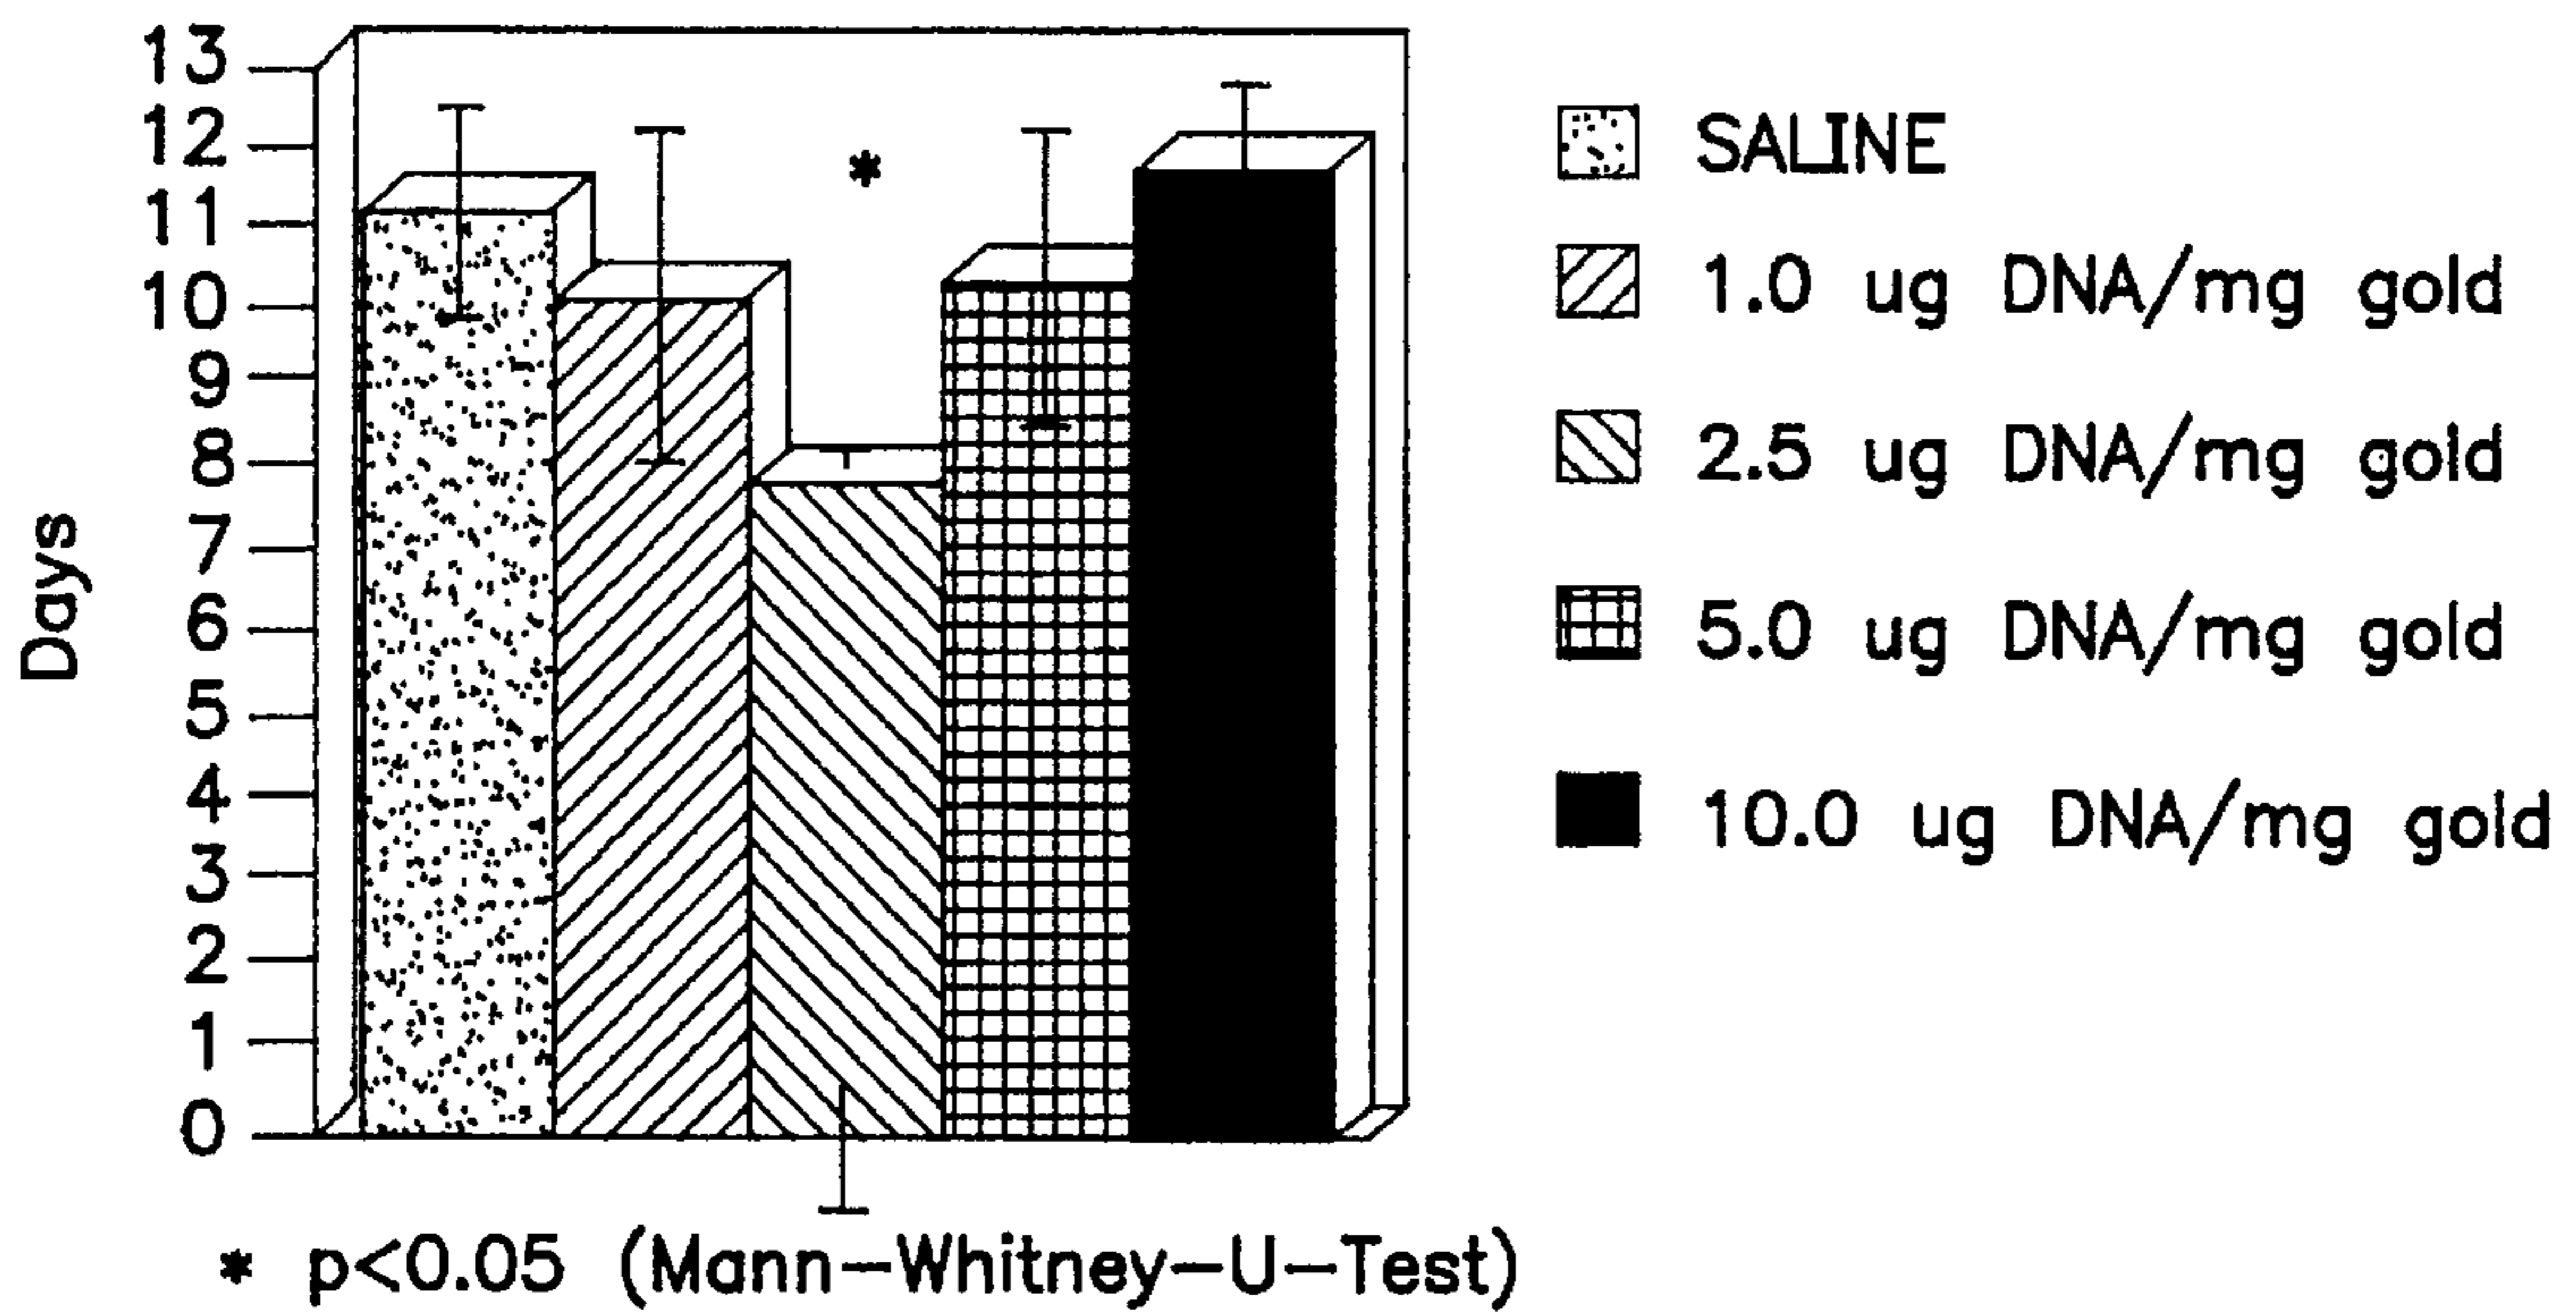 13
12
11
10
9
8
7
6
5
4
3
2
1
0
Days
*
SALINE
1.0 ug DNA/mg gold
2.5 ug DNA/mg gold
5.0 ug DNA/mg gold
10.0 ug DNA/mg gold
* p<0.05 (Mann-Whitney-U-Test)